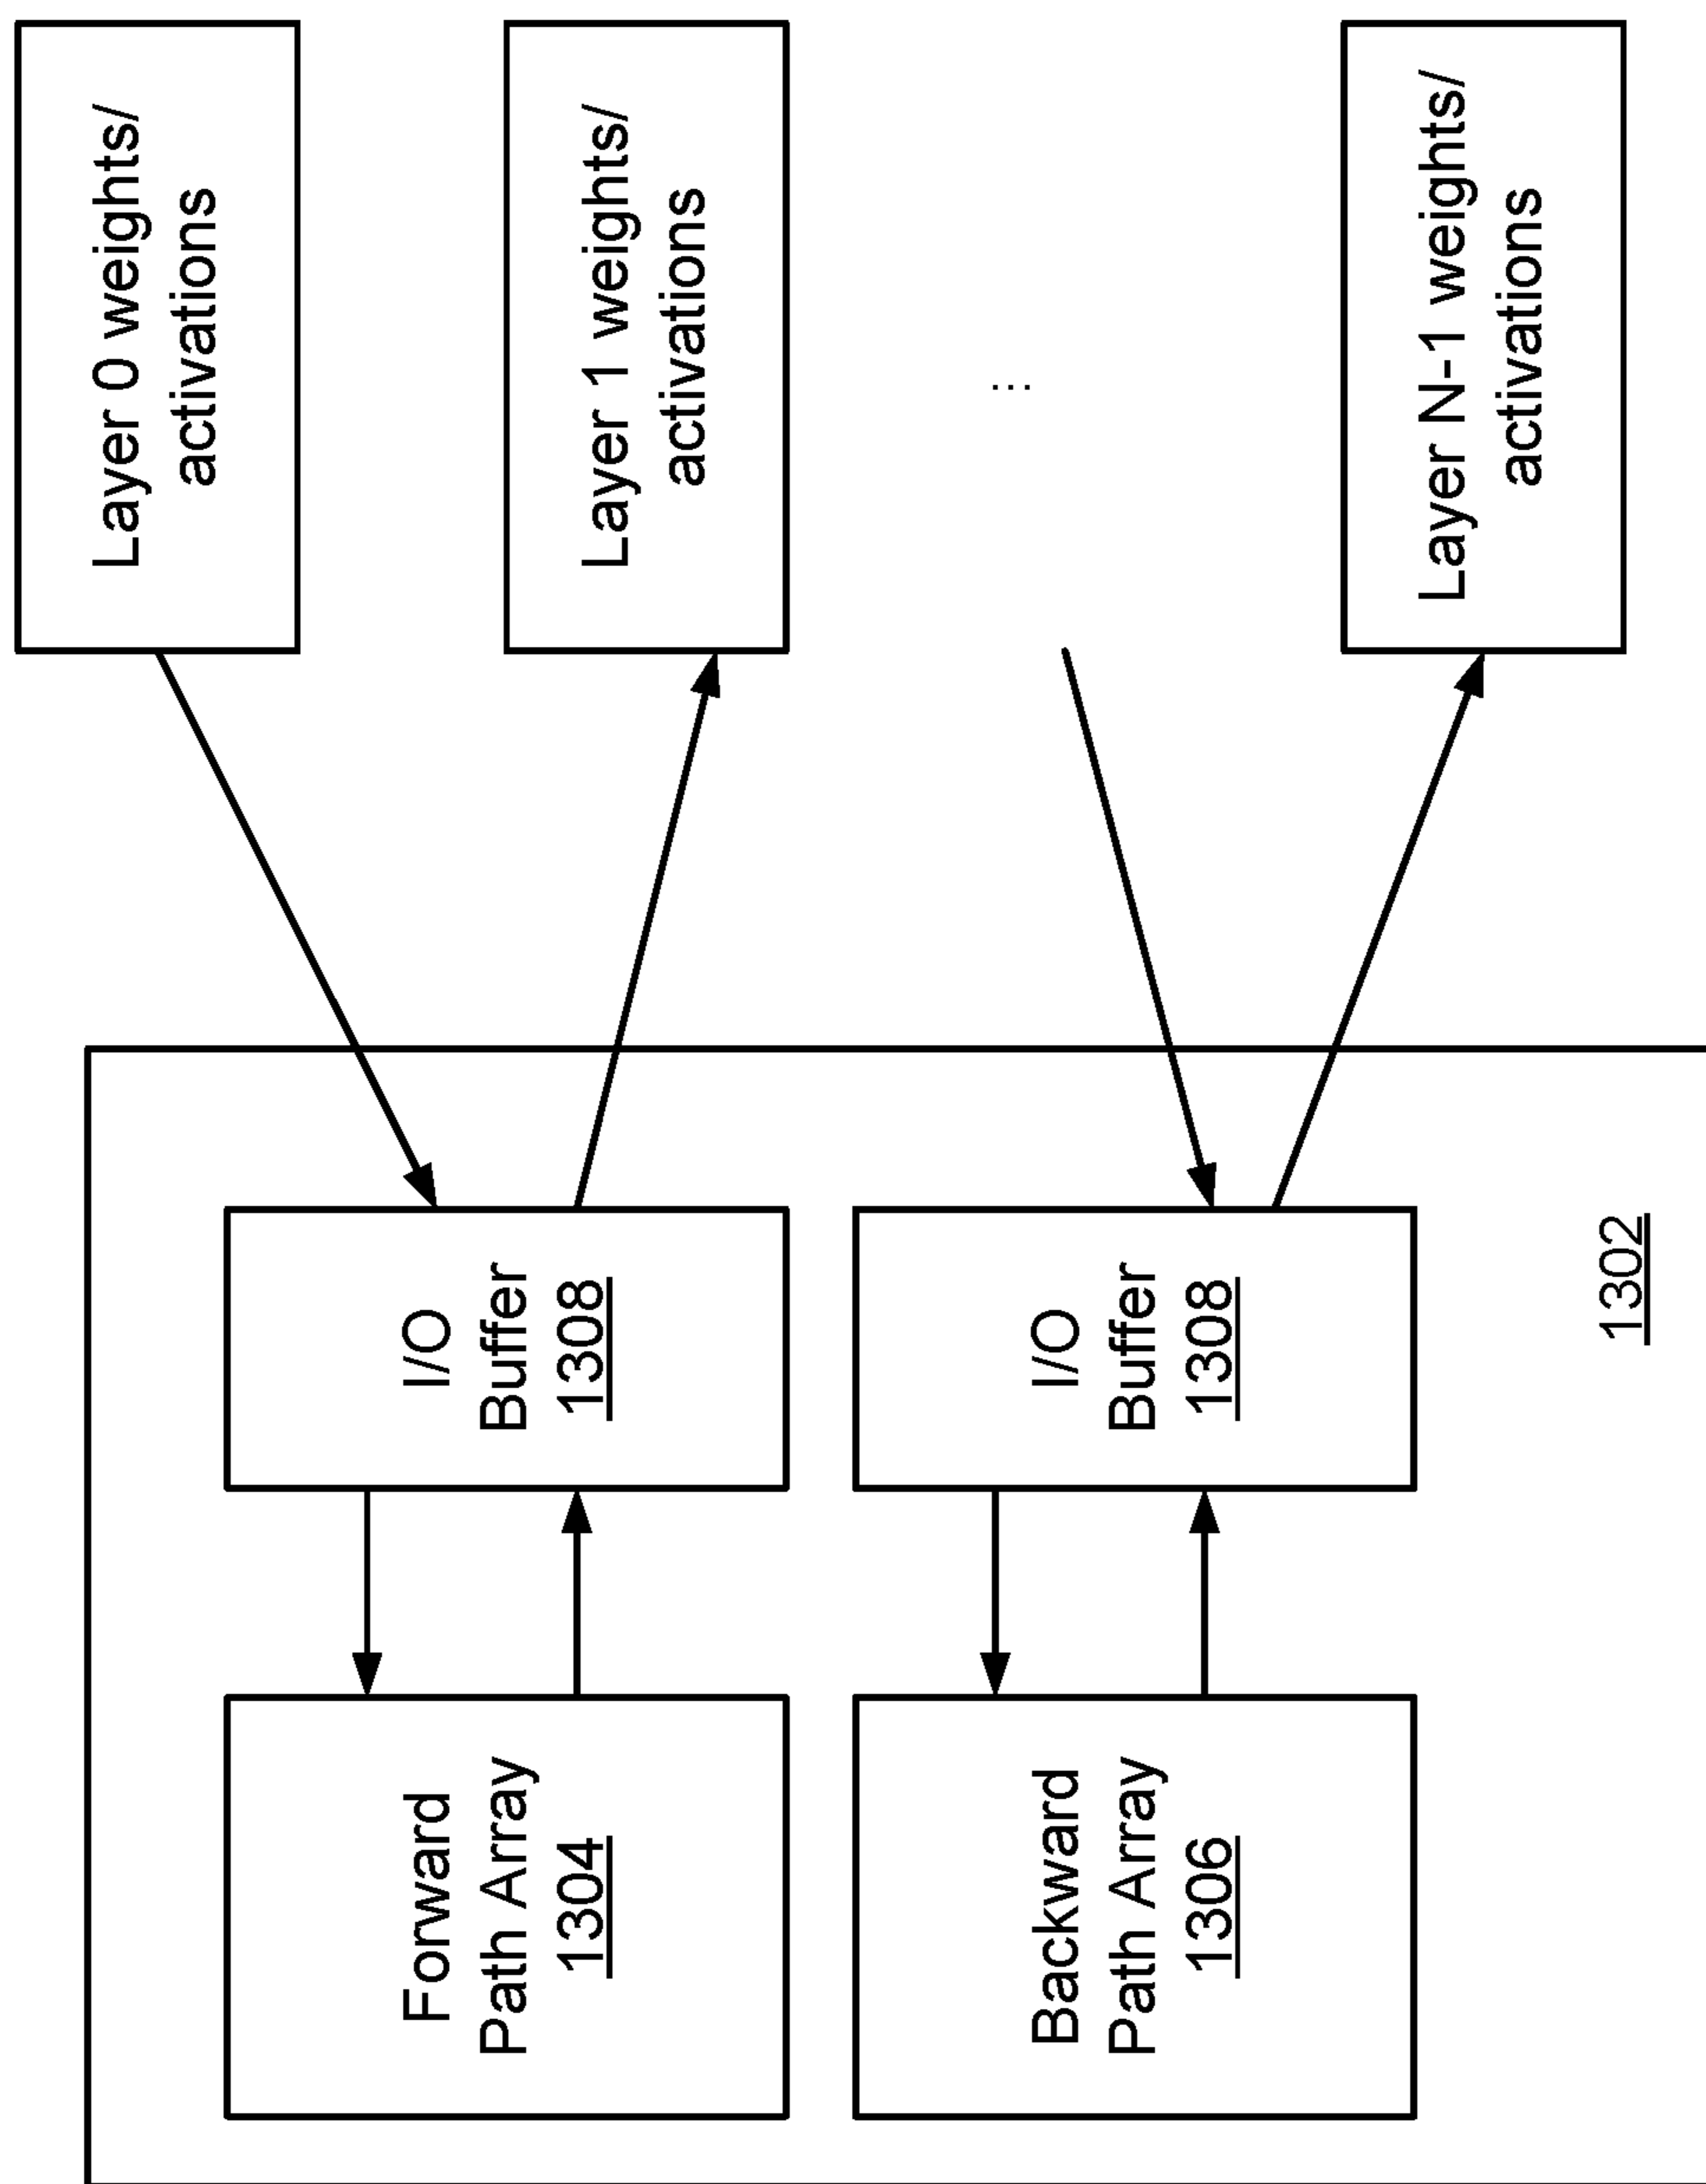 Layer 0 weights/
activations
Layer 1 weights/
activations
...
Layer N-1 weights/
activations
I/O
Buffer
1308
I/O
Buffer
1308
1302
Forward
Path Array
1304
Backward
Path Array
1306